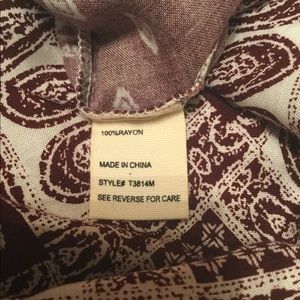 100%RAYON
MADE IN CHINA
STYLE# T3814M
SEE REVERSE FOR CARE